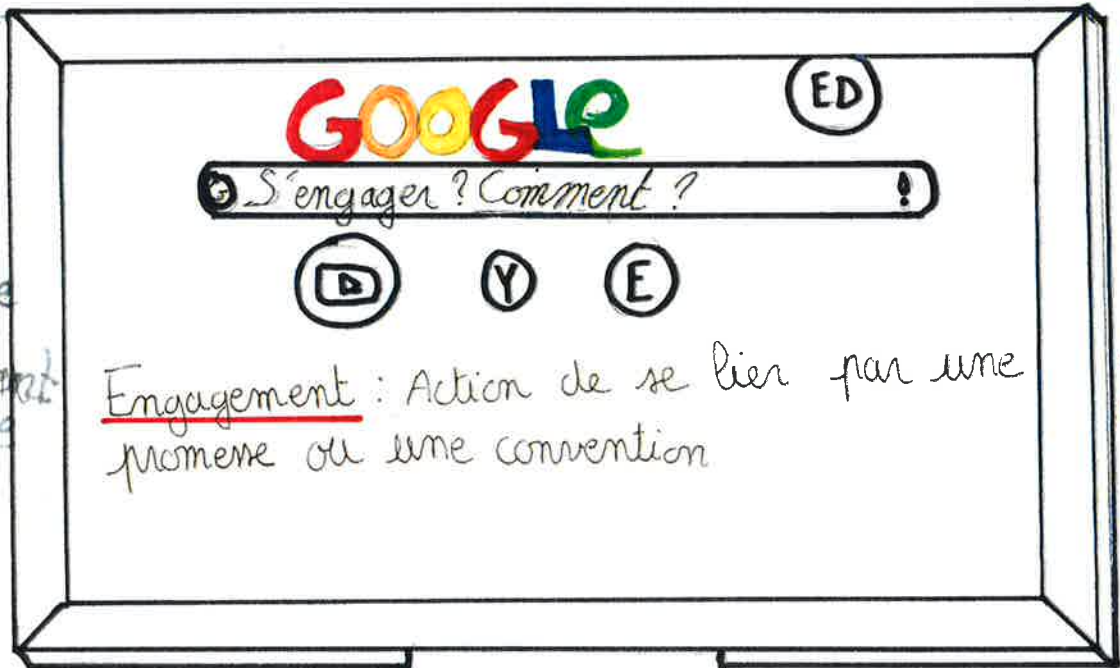 GOOGLe
ED
S'engager ? Comment ?
Y
E
Engagement : Action de se lier par une
promesse ou une convention